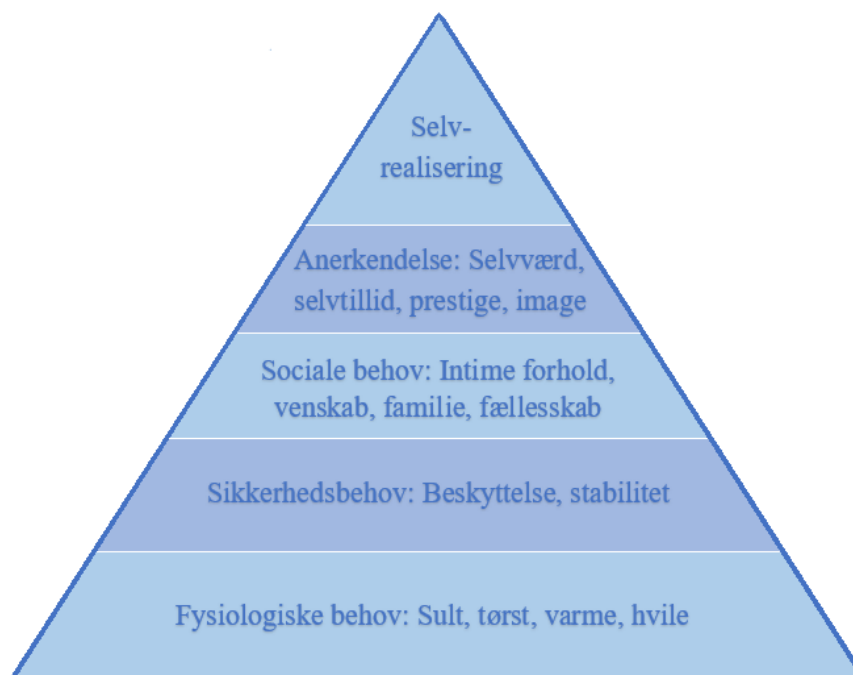 Selv-
realisering
Anerkendelse: Selvværd,
selvtillid, prestige, image
Sociale behov: Intime forhold,
venskab, familie, fællesskab
Sikkerhedsbehov: Beskyttelse, stabilitet
Fysiologiske behov: Sult, tørst, varme, hvile